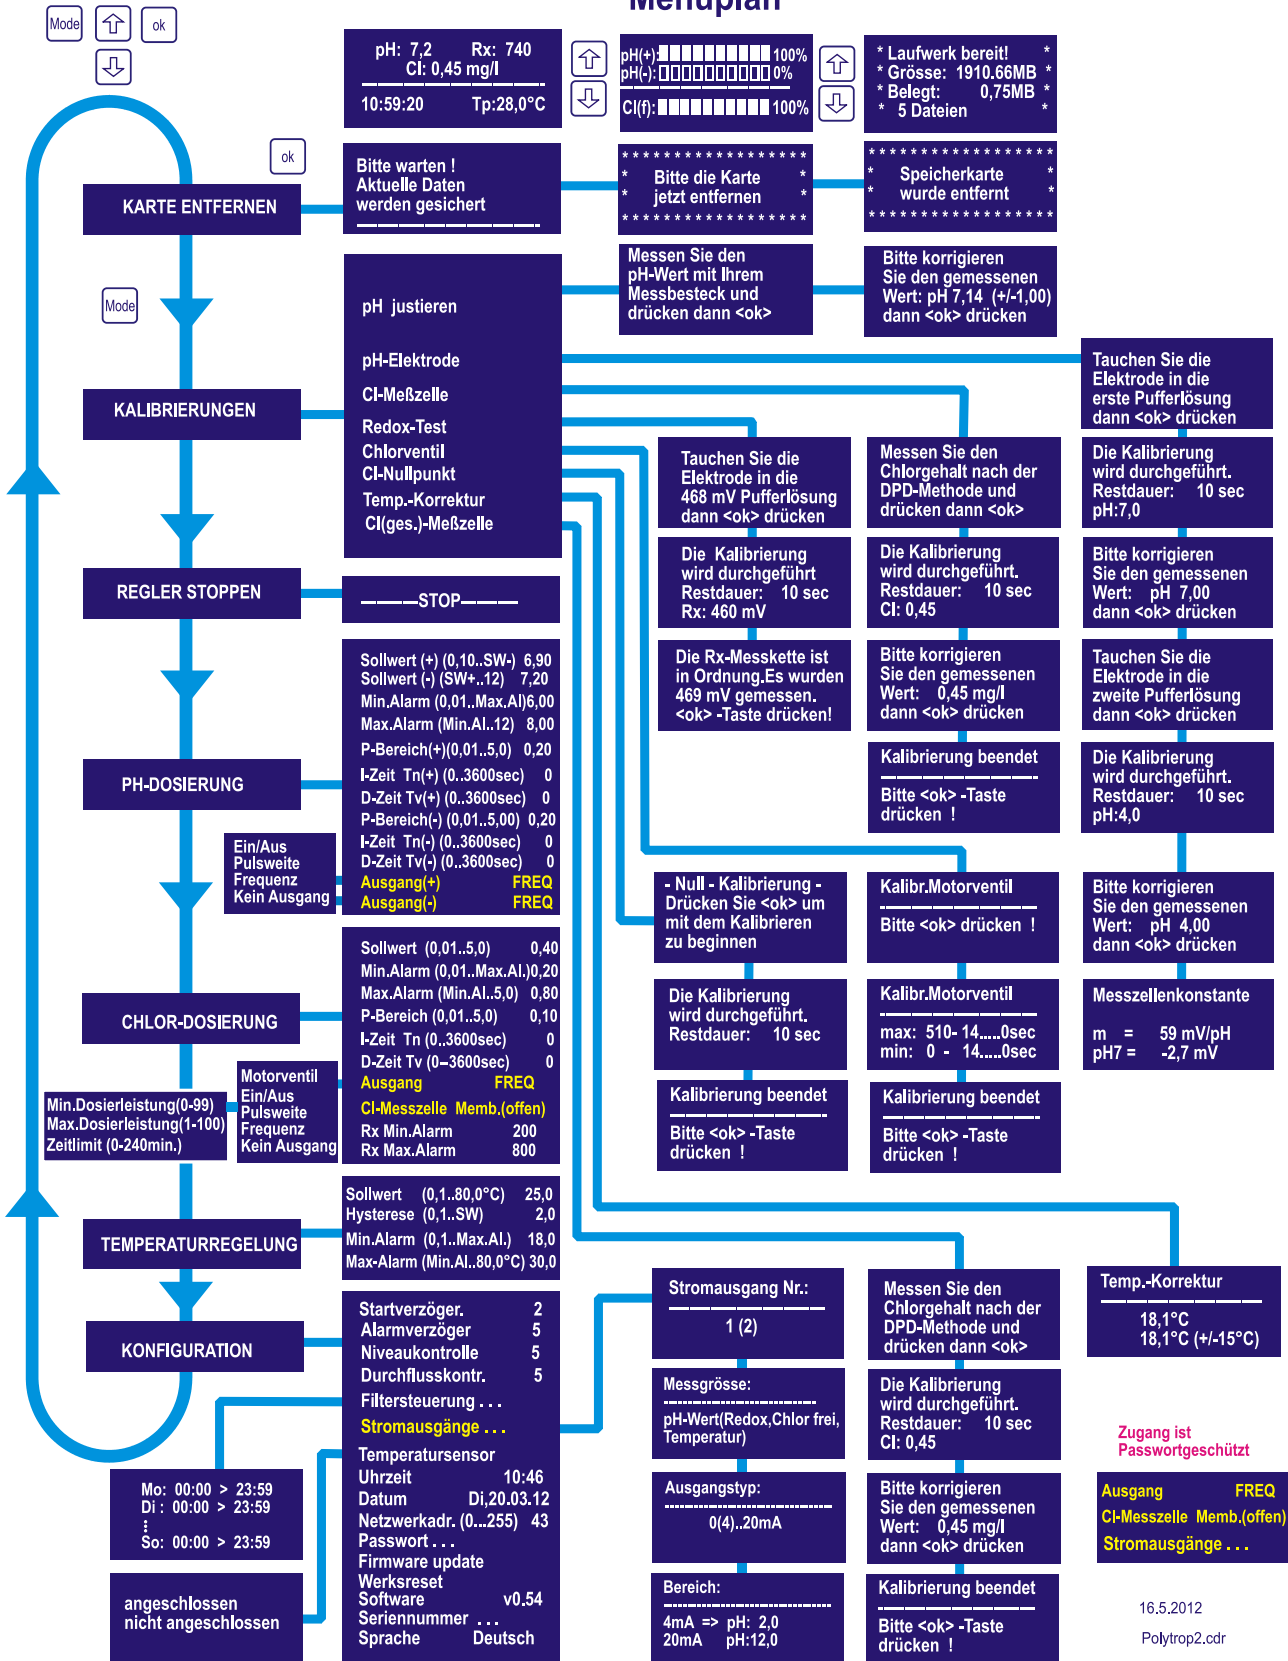 Menüplan
Mode
ok
pH: 7,2 Rx: 740
Cl: 0,45 mg/l
10:59:20 Tp:28,0°C
pH(+): 100%
pH(-): 0%
Cl(f): 100%
* Laufwerk bereit! *
* Grösse: 1910.66MB *
* Belegt: 0,75MB *
* 5 Dateien *
ok
KARTE ENTFERNEN
Bitte warten !
Aktuelle Daten
werden gesichert
* * * * * * * * * * * * * * * * *
* Bitte die Karte *
* jetzt entfernen *
* * * * * * * * * * * * * * * * *
* * * * * * * * * * * * * * * * *
* Speicherkarte *
* wurde entfernt *
* * * * * * * * * * * * * * * * *
Mode
KALIBRIERUNGEN
pH justieren
pH-Elektrode
Cl-Meßzelle
Redox-Test
Chlorventil
Cl-Nullpunkt
Temp.-Korrektur
Cl(ges.)-Meßzelle
Messen Sie den
pH-Wert mit Ihrem
Messbesteck und
drücken dann <ok>
Bitte korrigieren
Sie den gemessenen
Wert: pH 7,14 (+/-1,00)
dann <ok> drücken
Tauchen Sie die
Elektrode in die
erste Pufferlösung
dann <ok> drücken
Die Kalibrierung
wird durchgeführt.
Restdauer: 10 sec
pH:7,0
Bitte korrigieren
Sie den gemessenen
Wert: pH 7,00
dann <ok> drücken
Tauchen Sie die
Elektrode in die
zweite Pufferlösung
dann <ok> drücken
Die Kalibrierung
wird durchgeführt.
Restdauer: 10 sec
pH:4,0
Bitte korrigieren
Sie den gemessenen
Wert: pH 4,00
dann <ok> drücken
Messzellenkonstante
m = 59 mV/pH
pH7 = -2,7 mV
Messen Sie den
Chlorgehalt nach der
DPD-Methode und
drücken dann <ok>
Die Kalibrierung
wird durchgeführt.
Restdauer: 10 sec
Cl: 0,45
Bitte korrigieren
Sie den gemessenen
Wert: 0,45 mg/l
dann <ok> drücken
Kalibrierung beendet
Bitte <ok> -Taste
drücken !
Tauchen Sie die
Elektrode in die
468 mV Pufferlösung
dann <ok> drücken
Die Kalibrierung
wird durchgeführt
Restdauer: 10 sec
Rx: 460 mV
Die Rx-Messkette ist
in Ordnung.Es wurden
469 mV gemessen.
<ok> -Taste drücken!
Kalibr.Motorventil
Bitte <ok> drücken !
Kalibr.Motorventil
max: 510- 14.....0sec
min: 0 - 14.....0sec
Kalibrierung beendet
Bitte <ok> -Taste
drücken !
- Null - Kalibrierung -
Drücken Sie <ok> um
mit dem Kalibrieren
zu beginnen
Die Kalibrierung
wird durchgeführt.
Restdauer: 10 sec
Kalibrierung beendet
Bitte <ok> -Taste
drücken !
Temp.-Korrektur
18,1°C
18,1°C (+/-15°C)
Messen Sie den
Chlorgehalt nach der
DPD-Methode und
drücken dann <ok>
Die Kalibrierung
wird durchgeführt.
Restdauer: 10 sec
Cl: 0,45
Bitte korrigieren
Sie den gemessenen
Wert: 0,45 mg/l
dann <ok> drücken
Kalibrierung beendet
Bitte <ok> -Taste
drücken !
REGLER STOPPEN
———STOP———
PH-DOSIERUNG
Sollwert (+) (0,10..SW-) 6,90
Sollwert (-) (SW+..12) 7,20
Min.Alarm (0,01..Max.Al)6,00
Max.Alarm (Min.Al..12) 8,00
P-Bereich(+)(0,01..5,0) 0,20
I-Zeit Tn(+) (0..3600sec) 0
D-Zeit Tv(+) (0..3600sec) 0
P-Bereich(-) (0,01..5,00) 0,20
I-Zeit Tn(-) (0..3600sec) 0
D-Zeit Tv(-) (0..3600sec) 0
Ausgang(+) FREQ
Ausgang(-) FREQ
Ein/Aus
Pulsweite
Frequenz
Kein Ausgang
CHLOR-DOSIERUNG
Sollwert (0,01..5,0) 0,40
Min.Alarm (0,01..Max.Al.)0,20
Max.Alarm (Min.Al..5,0) 0,80
P-Bereich (0,01..5,0) 0,10
I-Zeit Tn (0..3600sec) 0
D-Zeit Tv (0–3600sec) 0
Ausgang FREQ
Cl-Messzelle Memb.(offen)
Rx Min.Alarm 200
Rx Max.Alarm 800
Motorventil
Ein/Aus
Pulsweite
Frequenz
Kein Ausgang
Min.Dosierleistung(0-99)
Max.Dosierleistung(1-100)
Zeitlimit (0-240min.)
TEMPERATURREGELUNG
Sollwert (0,1..80,0°C) 25,0
Hysterese (0,1..SW) 2,0
Min.Alarm (0,1..Max.Al.) 18,0
Max-Alarm (Min.Al..80,0°C) 30,0
KONFIGURATION
Startverzöger. 2
Alarmverzöger 5
Niveaukontrolle 5
Durchflusskontr. 5
Filtersteuerung . . .
Stromausgänge . . .
Temperatursensor
Uhrzeit 10:46
Datum Di,20.03.12
Netzwerkadr. (0...255) 43
Passwort . . .
Firmware update
Werksreset
Software v0.54
Seriennummer . . .
Sprache Deutsch
Mo: 00:00 > 23:59
Di : 00:00 > 23:59
⋮
So: 00:00 > 23:59
angeschlossen
nicht angeschlossen
Stromausgang Nr.:
1 (2)
Messgrösse:
pH-Wert(Redox,Chlor frei,
Temperatur)
Ausgangstyp:
0(4)..20mA
Bereich:
4mA => pH: 2,0
20mA pH:12,0
Zugang ist
Passwortgeschützt
Ausgang FREQ
Cl-Messzelle Memb.(offen)
Stromausgänge . . .
16.5.2012
Polytrop2.cdr